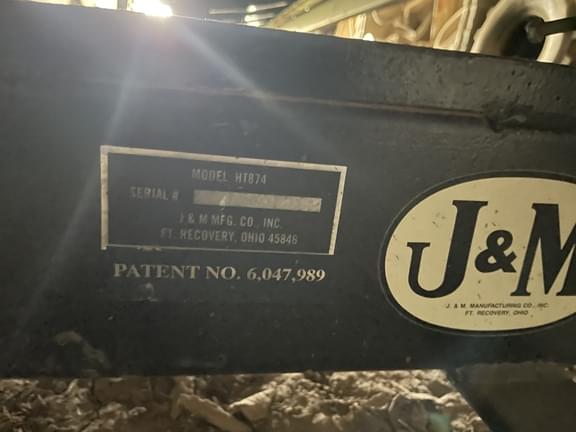 MODEL HT874
SERIAL #
J & M MFG. CO., INC.
FT. RECOVERY, OHIO 45846
PATENT NO. 6,047,989
J&M
J. & M. MANUFACTURING CO., INC.
FT. RECOVERY, OHIO